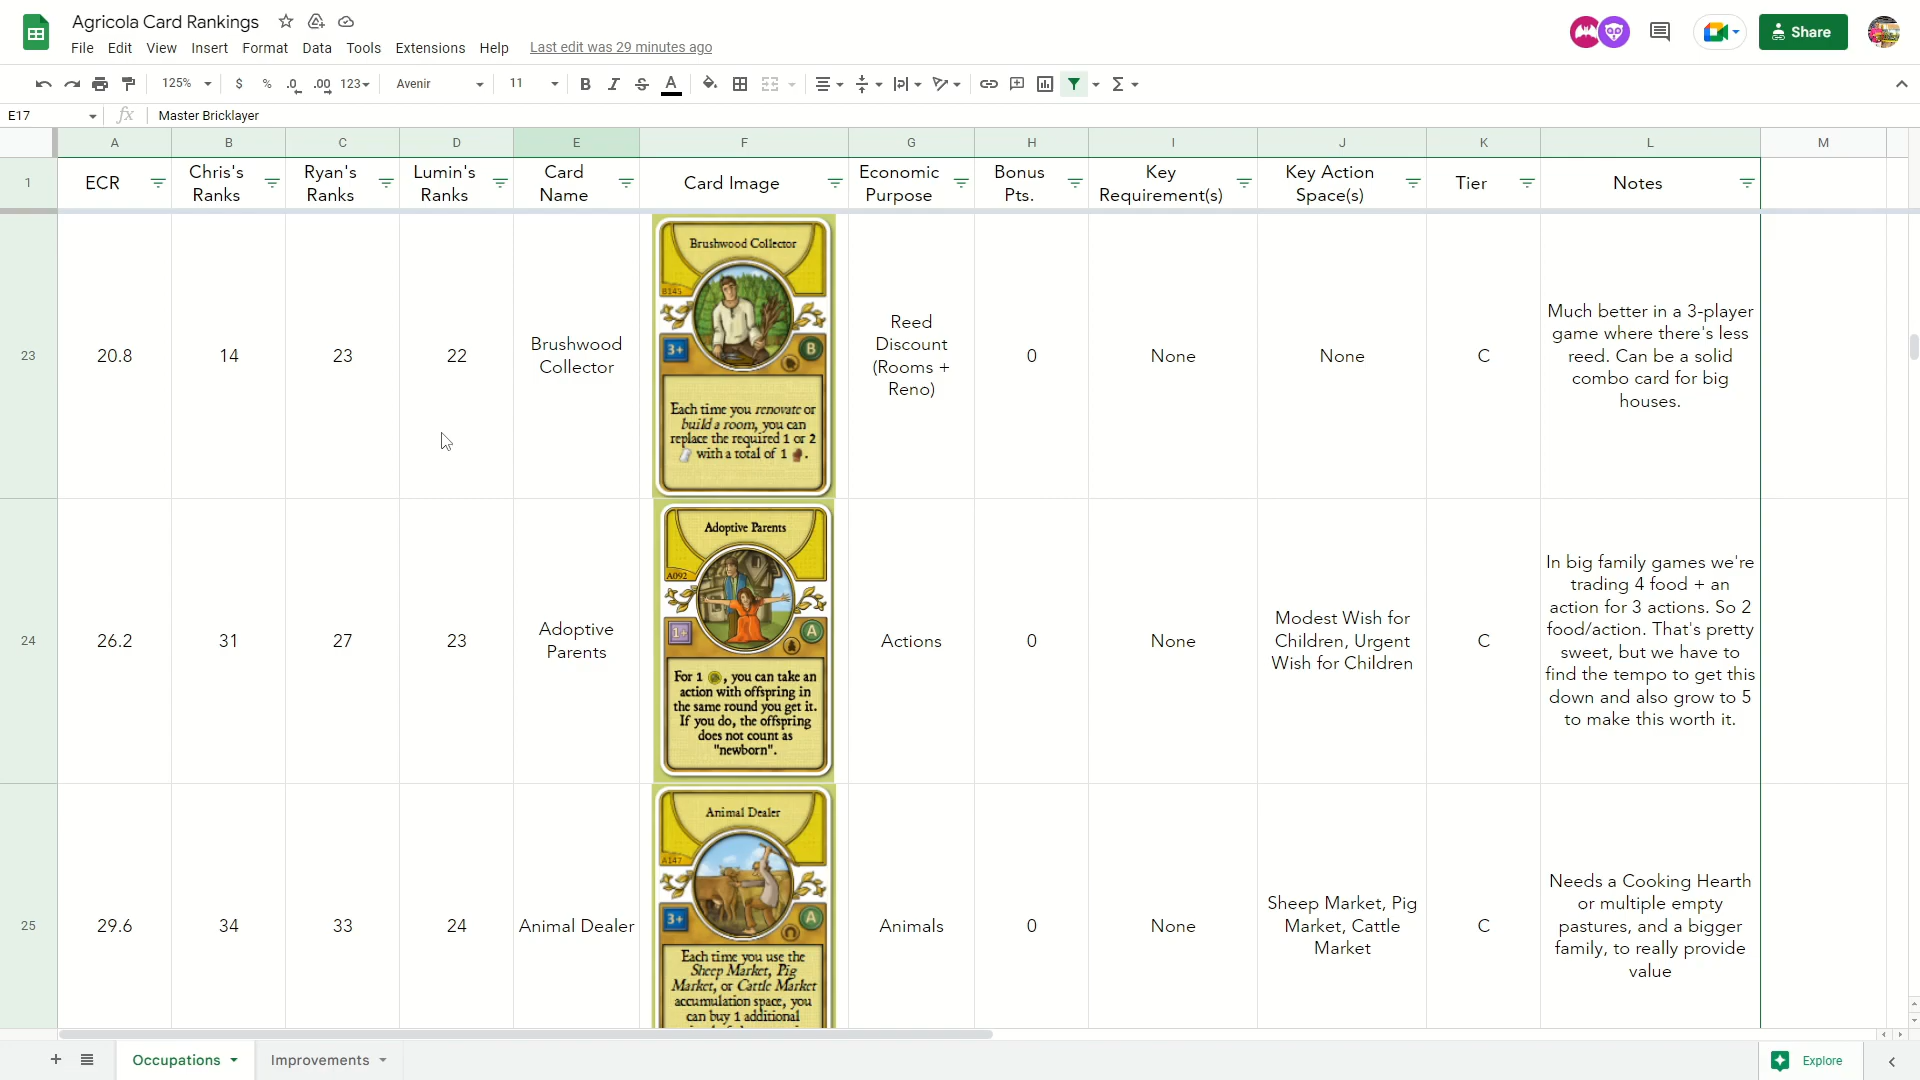 Agricola Card Rankings
File Edit View Insert Format Data Tools Extensions Help Last edit was 29 minutes ago
Share
125% $ % .0 .00 123 Avenir 11 B I S A
E17 fx Master Bricklayer
A B C D E F G H I J K L M
1
ECR
Chris's
Ranks
Ryan's
Ranks
Lumin's
Ranks
Card
Name
Card Image
Economic
Purpose
Bonus
Pts.
Key
Requirement(s)
Key Action
Space(s)
Tier
Notes
23
20.8
14
23
22
Brushwood
Collector
Brushwood Collector
B145
3+
B
Each time you renovate or
build a room, you can
replace the required 1 or 2
with a total of 1 .
Reed
Discount
(Rooms +
Reno)
0
None
None
C
Much better in a 3-player
game where there's less
reed. Can be a solid
combo card for big
houses.
24
26.2
31
27
23
Adoptive
Parents
Adoptive Parents
A092
1+
A
For 1 , you can take an
action with offspring in
the same round you get it.
If you do, the offspring
does not count as
"newborn".
Actions
0
None
Modest Wish for
Children, Urgent
Wish for Children
C
In big family games we're
trading 4 food + an
action for 3 actions. So 2
food/action. That's pretty
sweet, but we have to
find the tempo to get this
down and also grow to 5
to make this worth it.
25
29.6
34
33
24
Animal Dealer
Animal Dealer
A147
3+
A
Each time you use the
Sheep Market, Pig
Market, or Cattle Market
accumulation space, you
can buy 1 additional
Animals
0
None
Sheep Market, Pig
Market, Cattle
Market
C
Needs a Cooking Hearth
or multiple empty
pastures, and a bigger
family, to really provide
value
Occupations Improvements
Explore